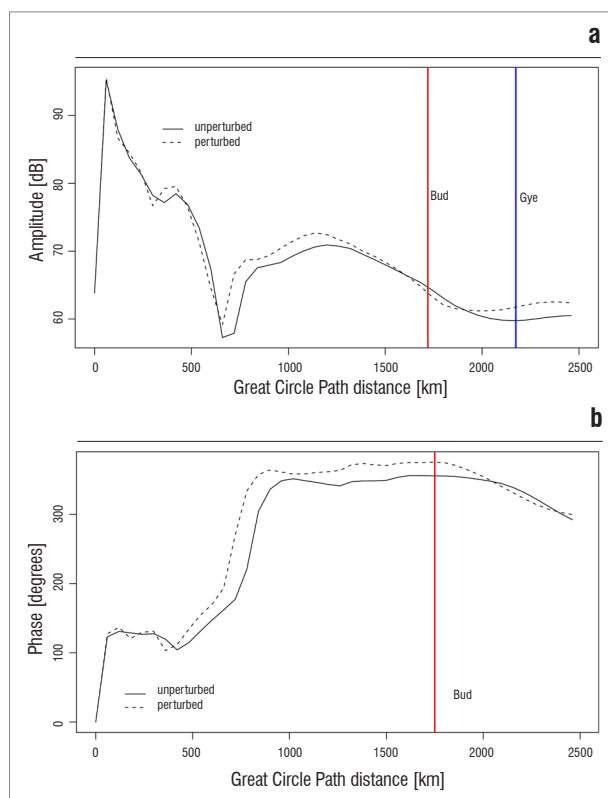 a
Amplitude [dB]
90
80
70
60
unperturbed
perturbed
Bud
Gye
0
500
1000
1500
2000
2500
Great Circle Path distance [km]
b
Phase [degrees]
300
200
100
0
unperturbed
perturbed
Bud
0
500
1000
1500
2000
2500
Great Circle Path distance [km]